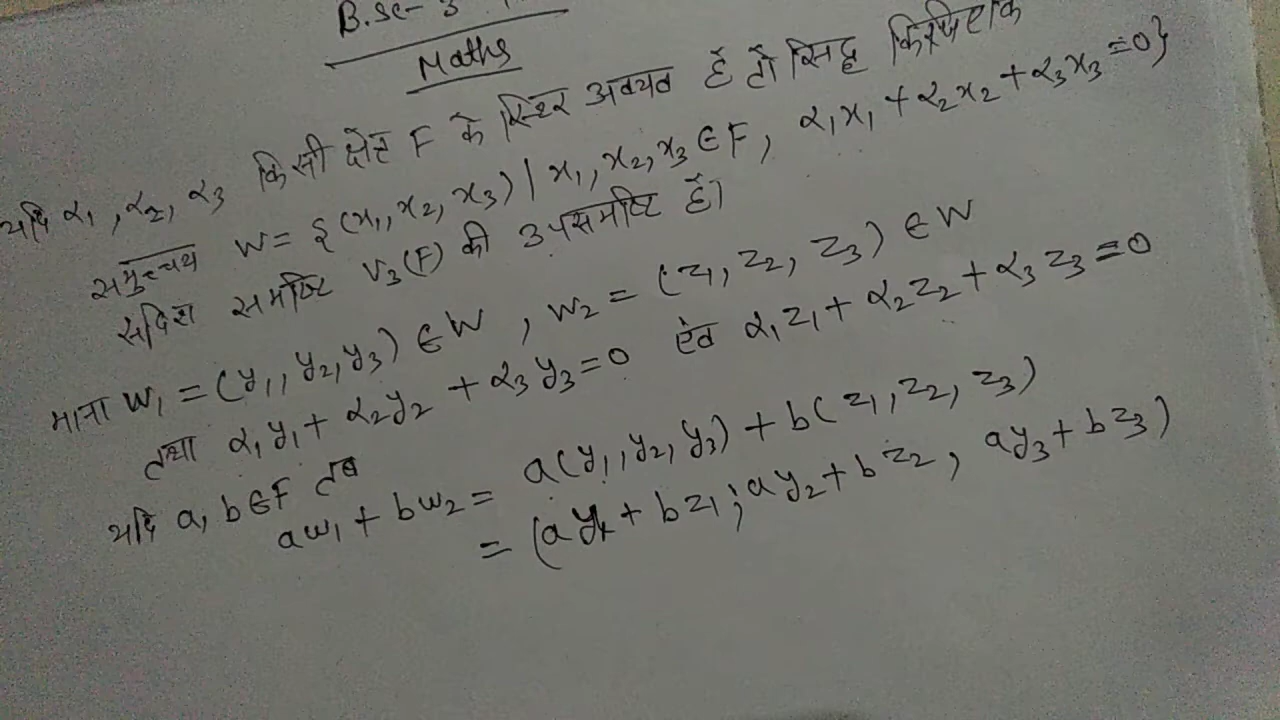 B.Sc- 3
Maths
यदि α₁, α₂, α₃ किसी क्षेत्र F के स्थिर अवयव हैं तो सिद्ध
समुच्चय W = {(x₁, x₂, x₃) | x₁, x₂, x₃ ∈ F, α₁x₁ + α₂x₂ + α₃x₃ = 0}
सदिश समष्टि V₃(F) की उपसमष्टि है।
माना W₁ = (y₁, y₂, y₃) ∈ W, W₂ = (z₁, z₂, z₃) ∈ W
तथा α₁y₁ + α₂y₂ + α₃y₃ = 0 एंव α₁z₁ + α₂z₂ + α₃z₃ = 0
यदि a, b ∈ F तब
aw₁ + bw₂ = a(y₁, y₂, y₃) + b(z₁, z₂, z₃)
= (ay₁ + bz₁; ay₂ + bz₂, ay₃ + bz₃)